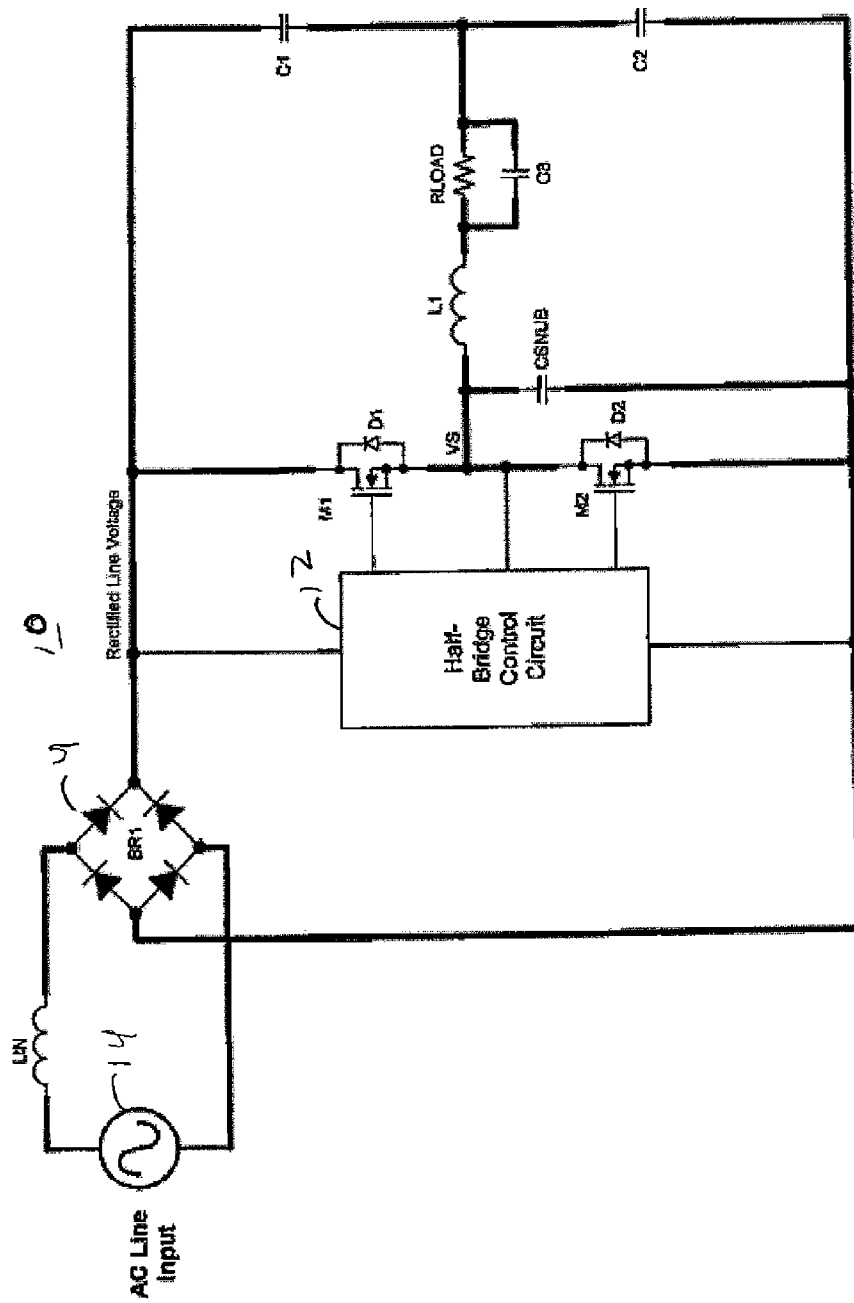 10
AC Line
Input
14
LIN
BR1
Rectified Line Voltage
12
Half-
Bridge
Control
Circuit
M1
D1
VS
M2
D2
CSNUB
L1
RLOAD
C3
C1
C2